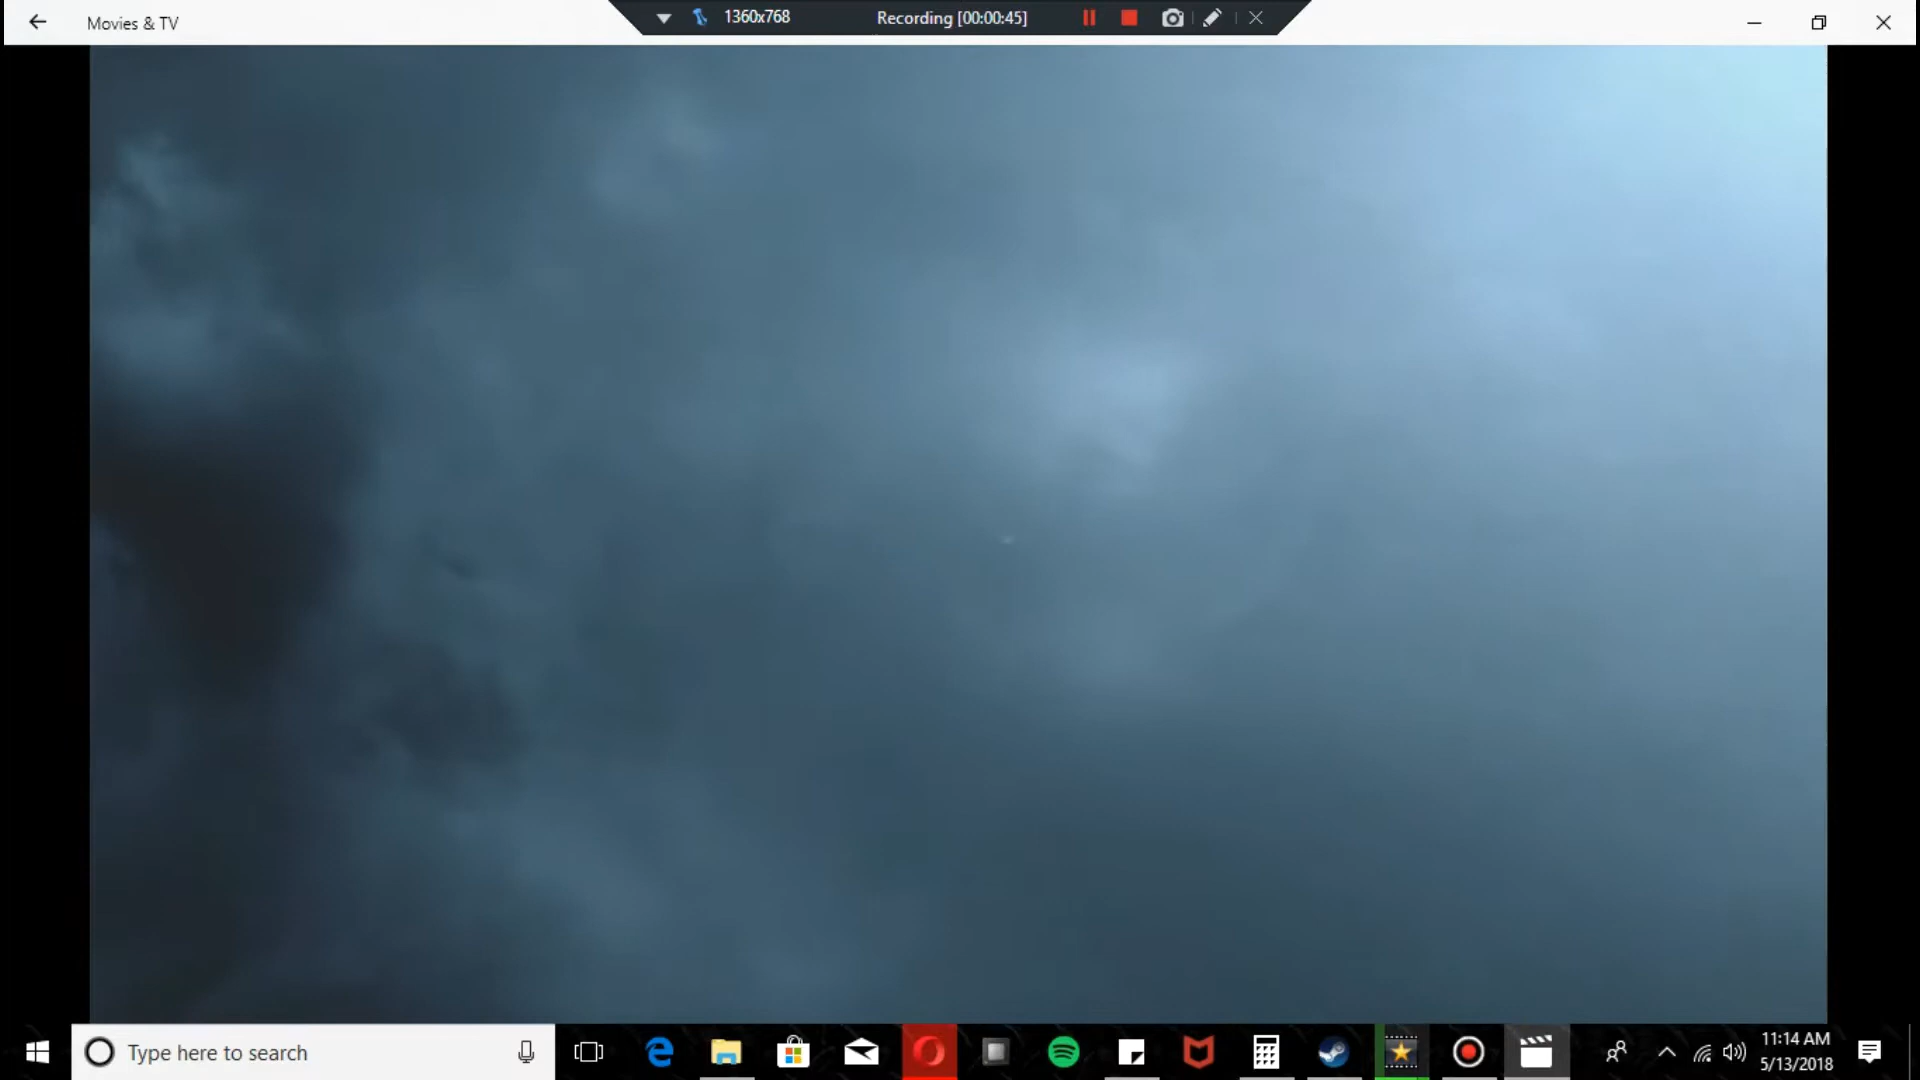 Movies & TV
1360x768
Recording [00:00:45]
Type here to search
11:14 AM
5/13/2018